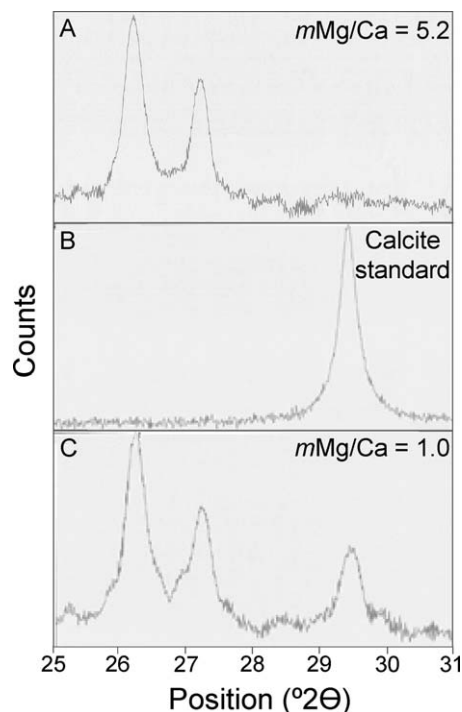 A
mMg/Ca = 5.2
B
Calcite
standard
C
mMg/Ca = 1.0
Counts
25 26 27 28 29 30 31
Position (º2Ɵ)